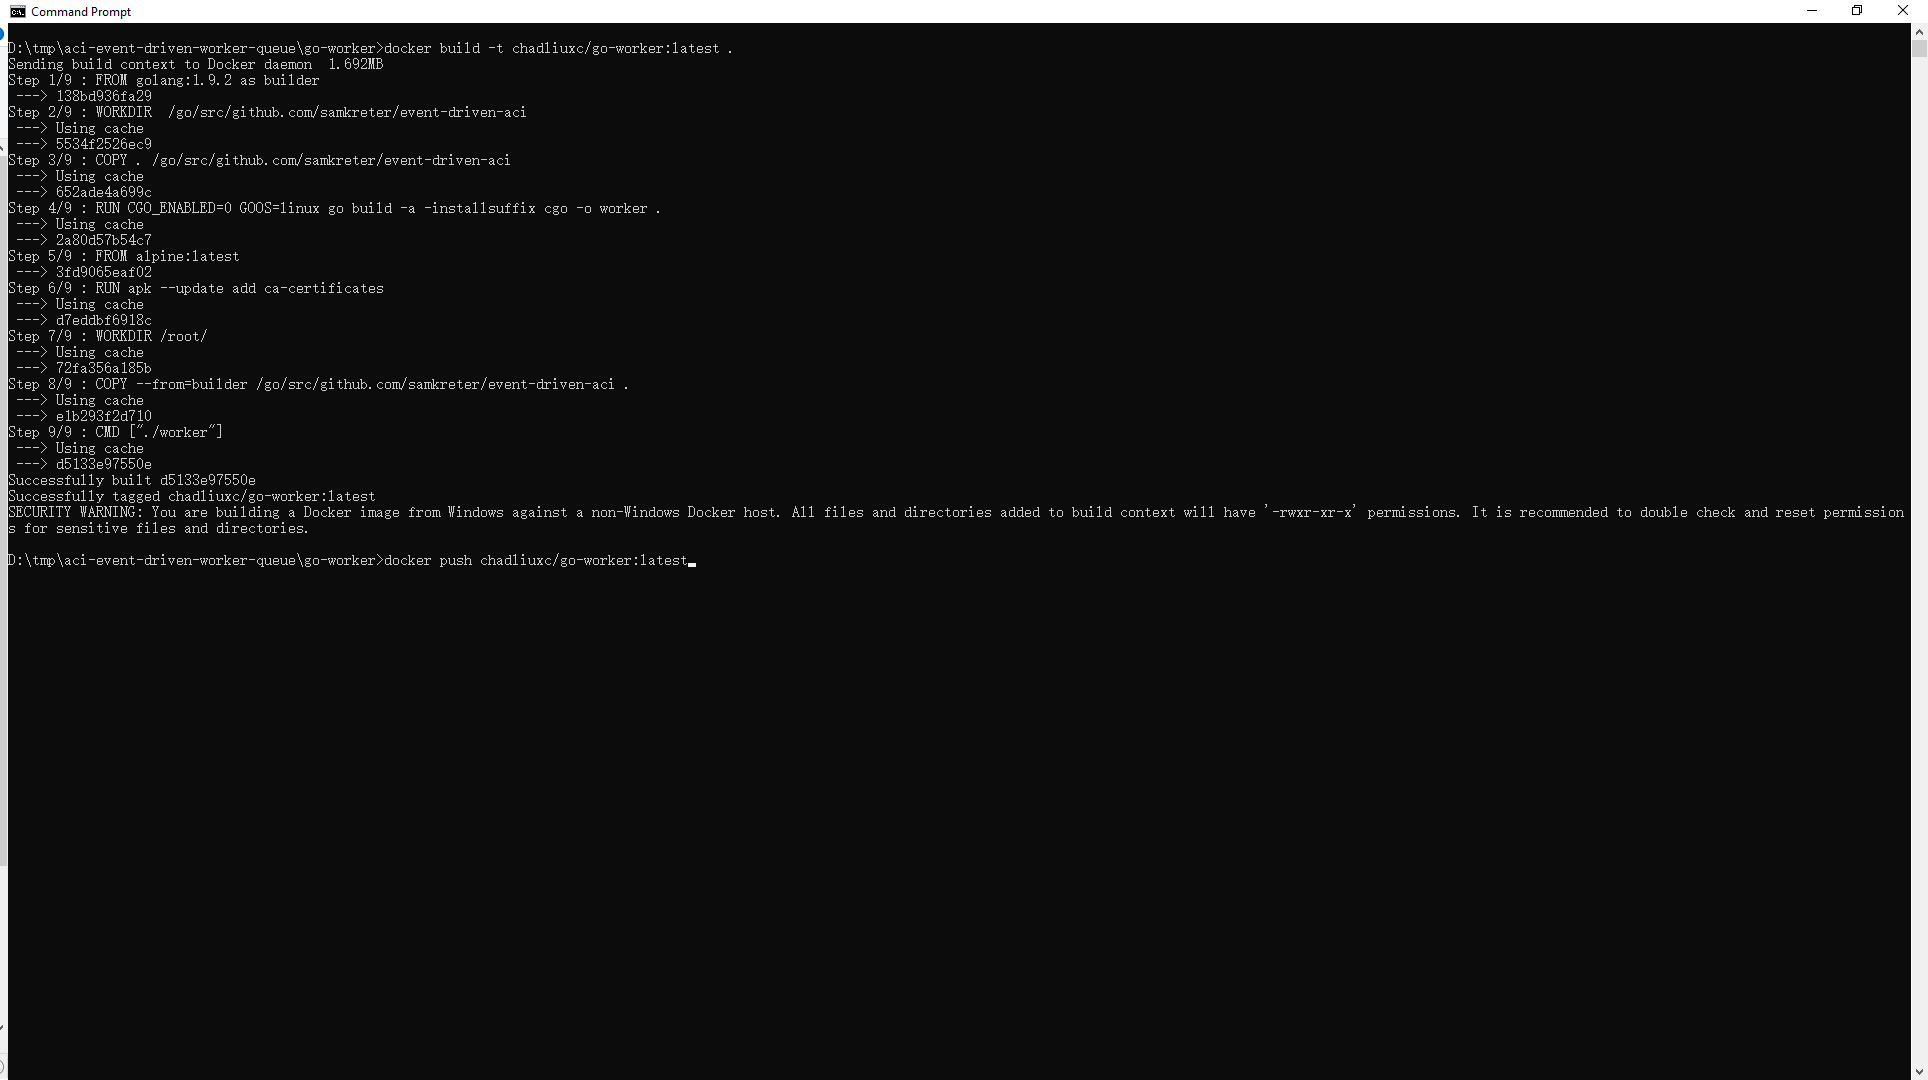 Command Prompt
D:\tmp\aci-event-driven-worker-queue\go-worker>docker build -t chadliuxc/go-worker:latest .
Sending build context to Docker daemon  1.692MB
Step 1/9 : FROM golang:1.9.2 as builder
 ---> 138bd936fa29
Step 2/9 : WORKDIR  /go/src/github.com/samkreter/event-driven-aci
 ---> Using cache
 ---> 5534f2526ec9
Step 3/9 : COPY . /go/src/github.com/samkreter/event-driven-aci
 ---> Using cache
 ---> 652ade4a699c
Step 4/9 : RUN CGO_ENABLED=0 GOOS=linux go build -a -installsuffix cgo -o worker .
 ---> Using cache
 ---> 2a80d57b54c7
Step 5/9 : FROM alpine:latest
 ---> 3fd9065eaf02
Step 6/9 : RUN apk --update add ca-certificates
 ---> Using cache
 ---> d7eddbf6918c
Step 7/9 : WORKDIR /root/
 ---> Using cache
 ---> 72fa356a185b
Step 8/9 : COPY --from=builder /go/src/github.com/samkreter/event-driven-aci .
 ---> Using cache
 ---> e1b293f2d710
Step 9/9 : CMD ["./worker"]
 ---> Using cache
 ---> d5133e97550e
Successfully built d5133e97550e
Successfully tagged chadliuxc/go-worker:latest
SECURITY WARNING: You are building a Docker image from Windows against a non-Windows Docker host. All files and directories added to build context will have '-rwxr-xr-x' permissions. It is recommended to double check and reset permission
s for sensitive files and directories.
D:\tmp\aci-event-driven-worker-queue\go-worker>docker push chadliuxc/go-worker:latest